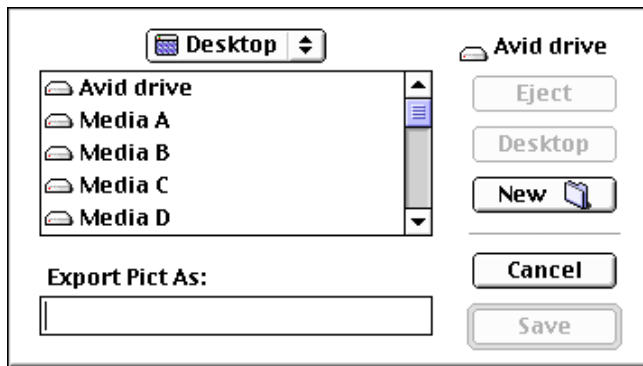 Desktop
Avid drive
Media A
Media B
Media C
Media D
Export Pict As:
Avid drive
Eject
Desktop
New
Cancel
Save